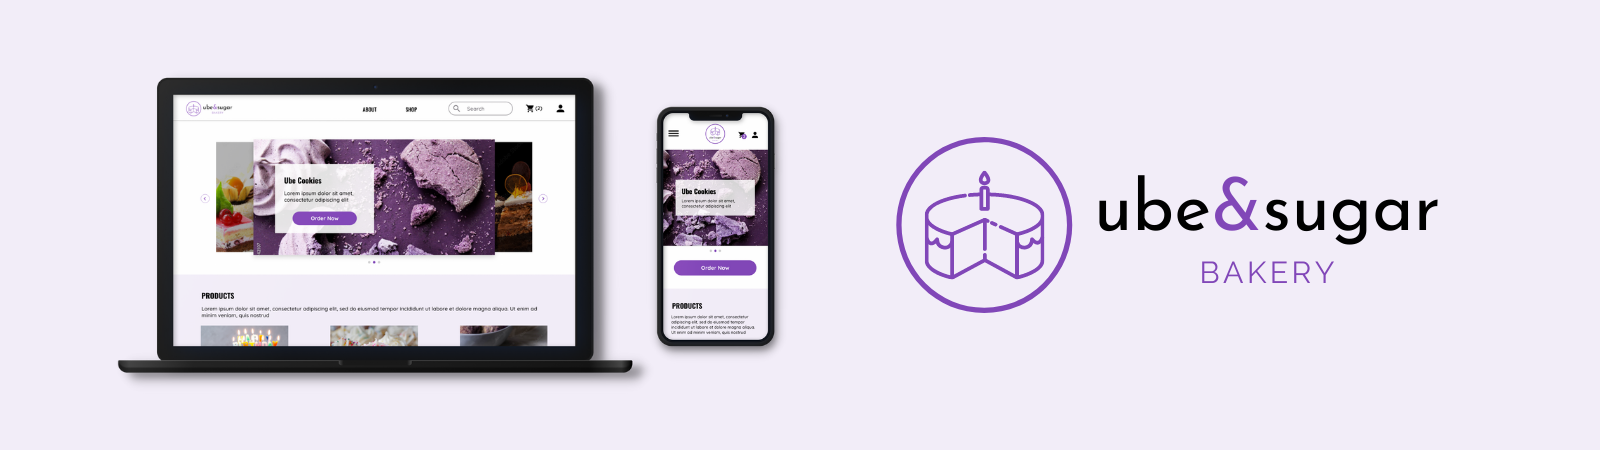 ube&sugar
BAKERY
ABOUT
SHOP
Search
(2)
Ube Cookies
Lorem ipsum dolor sit amet,
consectetur adipiscing elit
Order Now
PRODUCTS
Lorem ipsum dolor sit amet, consectetur adipiscing elit, sed do eiusmod tempor incididunt ut labore et dolore magna aliqua. Ut enim ad
minim veniam, quis nostrud
Ube Cookies
Lorem ipsum dolor sit amet,
consectetur adipiscing elit
Order Now
PRODUCTS
Lorem ipsum dolor sit amet, consectetur
adipiscing elit, sed do eiusmod tempor
incididunt ut labore et dolore magna aliqua.
Ut enim ad minim veniam, quis nostrud
ube&sugar
BAKERY